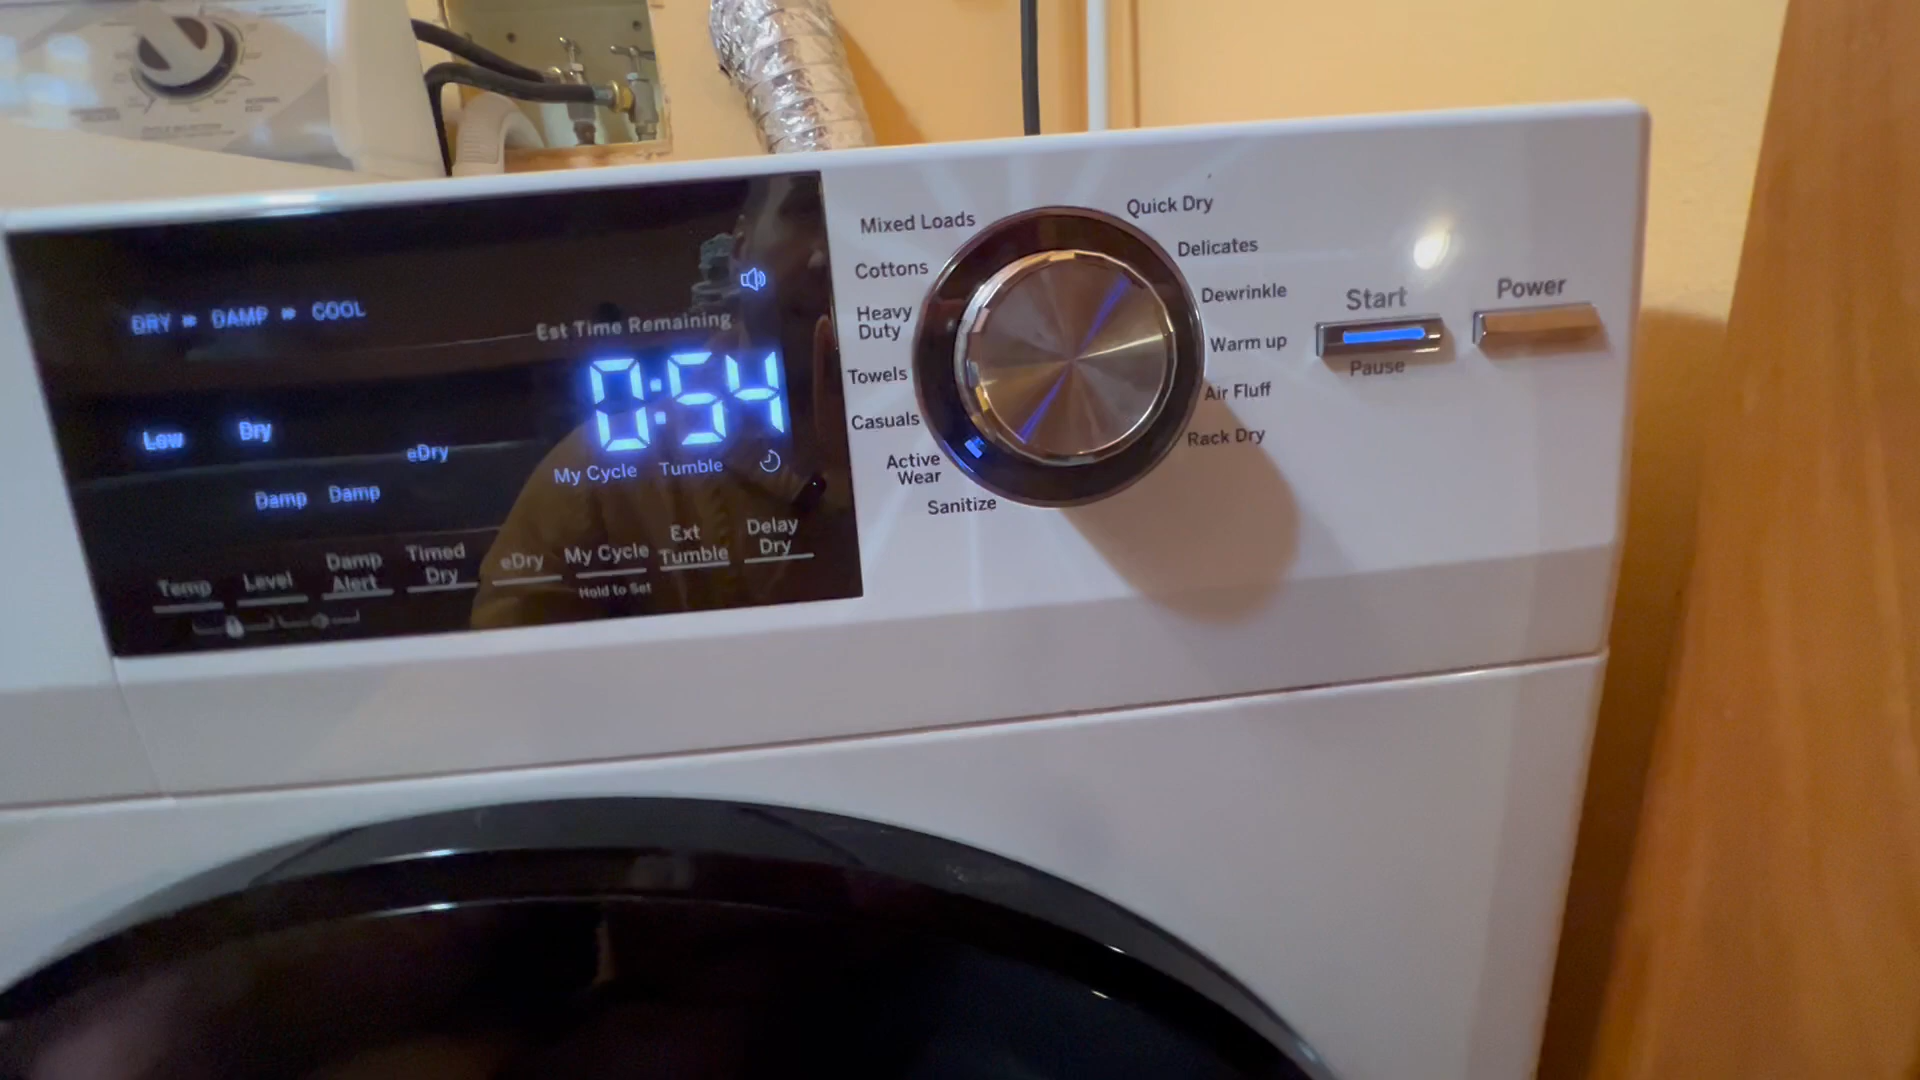 DRY DAMP COOL
Est Time Remaining
0:54
Low Dry
eDry
Damp Damp
My Cycle Tumble
Temp
Level
Damp
Alert
Timed
Dry
eDry
My Cycle
Hold to Set
Ext
Tumble
Delay
Dry
Mixed Loads
Cottons
Heavy
Duty
Towels
Casuals
Active
Wear
Sanitize
Quick Dry
Delicates
Dewrinkle
Warm up
Air Fluff
Rack Dry
Start
Pause
Power